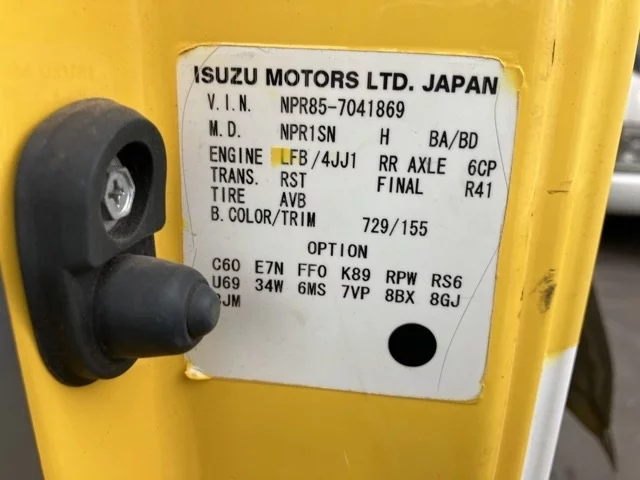 ISUZU MOTORS LTD. JAPAN
V.I.N. NPR85-7041869
M.D. NPR1SN H BA/BD
ENGINE LFB/4JJ1 RR AXLE 6CP
TRANS. RST FINAL R41
TIRE AVB
B.COLOR/TRIM 729/155
OPTION
C60 E7N FF0 K89 RPW RS6
U69 34W 6MS 7VP 8BX 8GJ